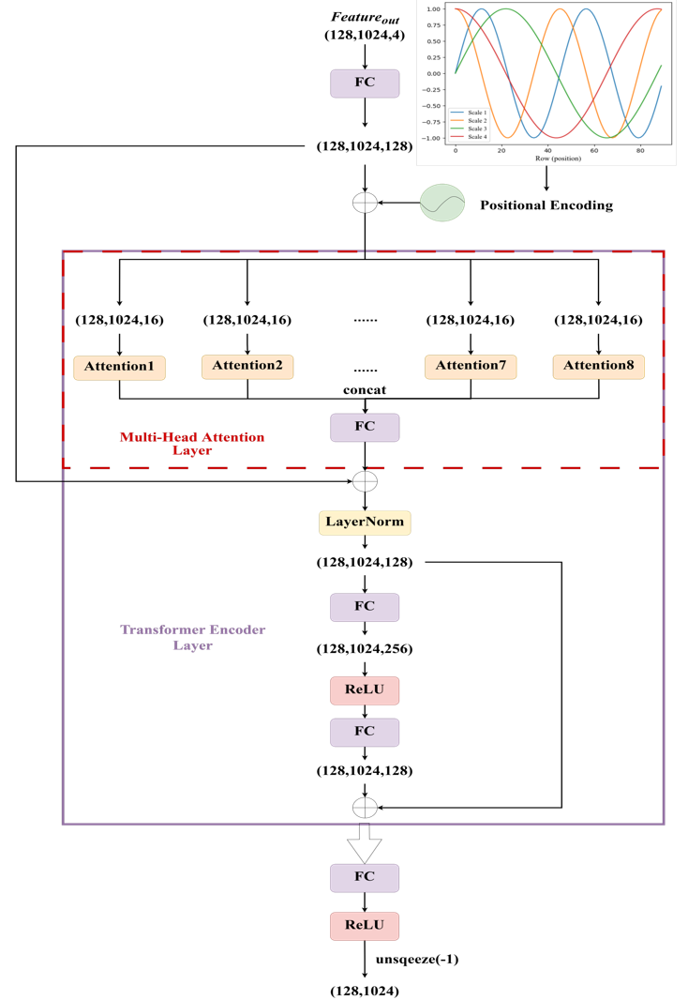 Featureout
(128,1024,4)
FC
(128,1024,128)
1.00
0.75
0.50
0.25
0.00
−0.25
−0.50
−0.75
−1.00
Scale 1
Scale 2
Scale 3
Scale 4
0 20 40 60 80
Row (position)
Positional Encoding
(128,1024,16) (128,1024,16) ...... (128,1024,16) (128,1024,16)
Attention1 Attention2 ...... Attention7 Attention8
concat
FC
Multi-Head Attention
Layer
LayerNorm
(128,1024,128)
FC
Transformer Encoder
Layer
(128,1024,256)
ReLU
FC
(128,1024,128)
FC
ReLU
unsqeeze(-1)
(128,1024)